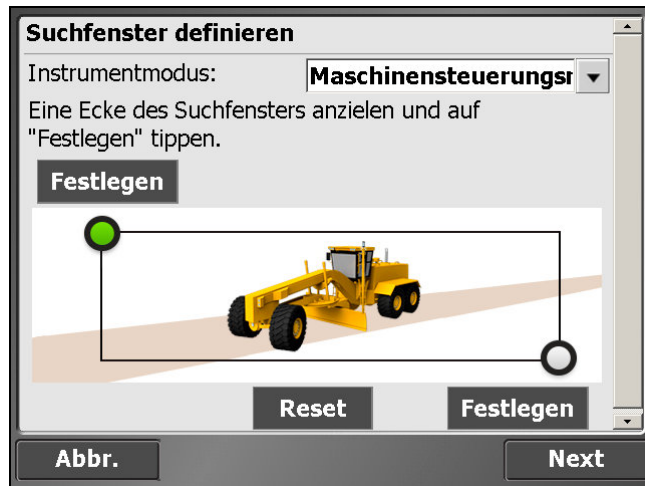 Suchfenster definieren
Instrumentmodus: Maschinensteuerungsr
Eine Ecke des Suchfensters anzielen und auf
"Festlegen" tippen.
Festlegen
Reset Festlegen
Abbr. Next